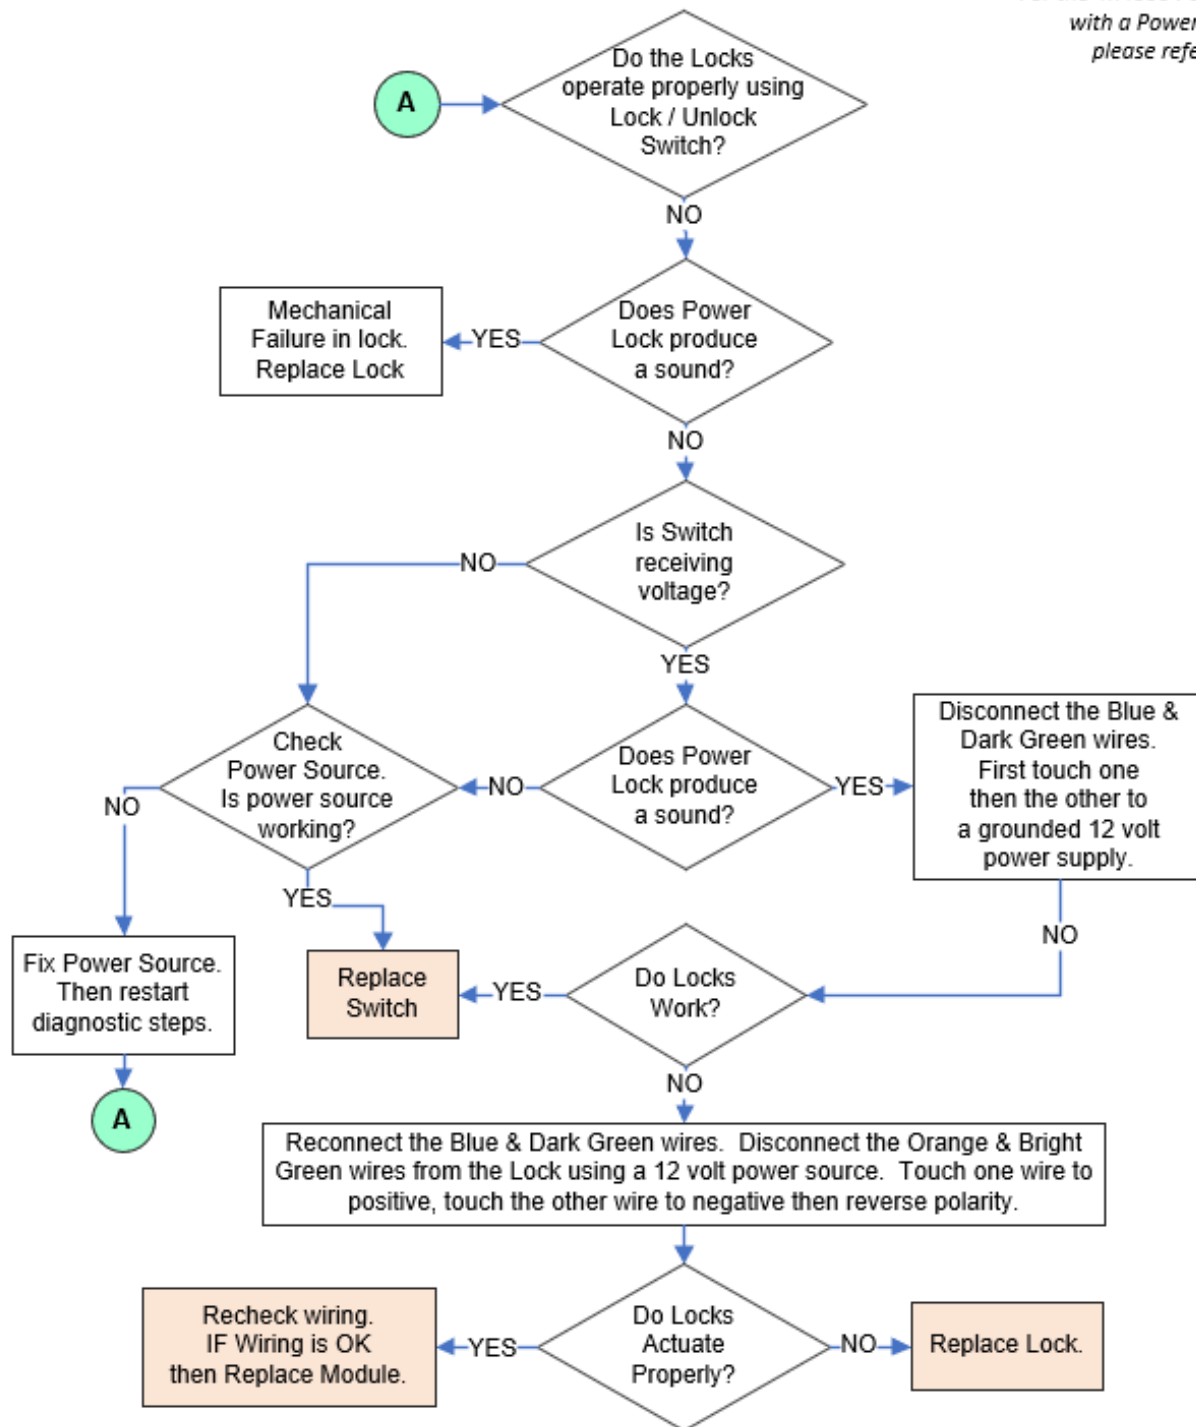 with a Power
please refe
Do the Locks
operate properly using
Lock / Unlock
Switch?
A
NO
Does Power
Lock produce
a sound?
YES
Mechanical
Failure in lock.
Replace Lock
NO
Is Switch
receiving
voltage?
NO
YES
Check
Power Source.
Is power source
working?
NO
Does Power
Lock produce
a sound?
YES
Disconnect the Blue &
Dark Green wires.
First touch one
then the other to
a grounded 12 volt
power supply.
NO
YES
NO
Fix Power Source.
Then restart
diagnostic steps.
A
Replace
Switch
YES
Do Locks
Work?
NO
Reconnect the Blue & Dark Green wires. Disconnect the Orange & Bright
Green wires from the Lock using a 12 volt power source. Touch one wire to
positive, touch the other wire to negative then reverse polarity.
Recheck wiring.
IF Wiring is OK
then Replace Module.
YES
Do Locks
Actuate
Properly?
NO
Replace Lock.